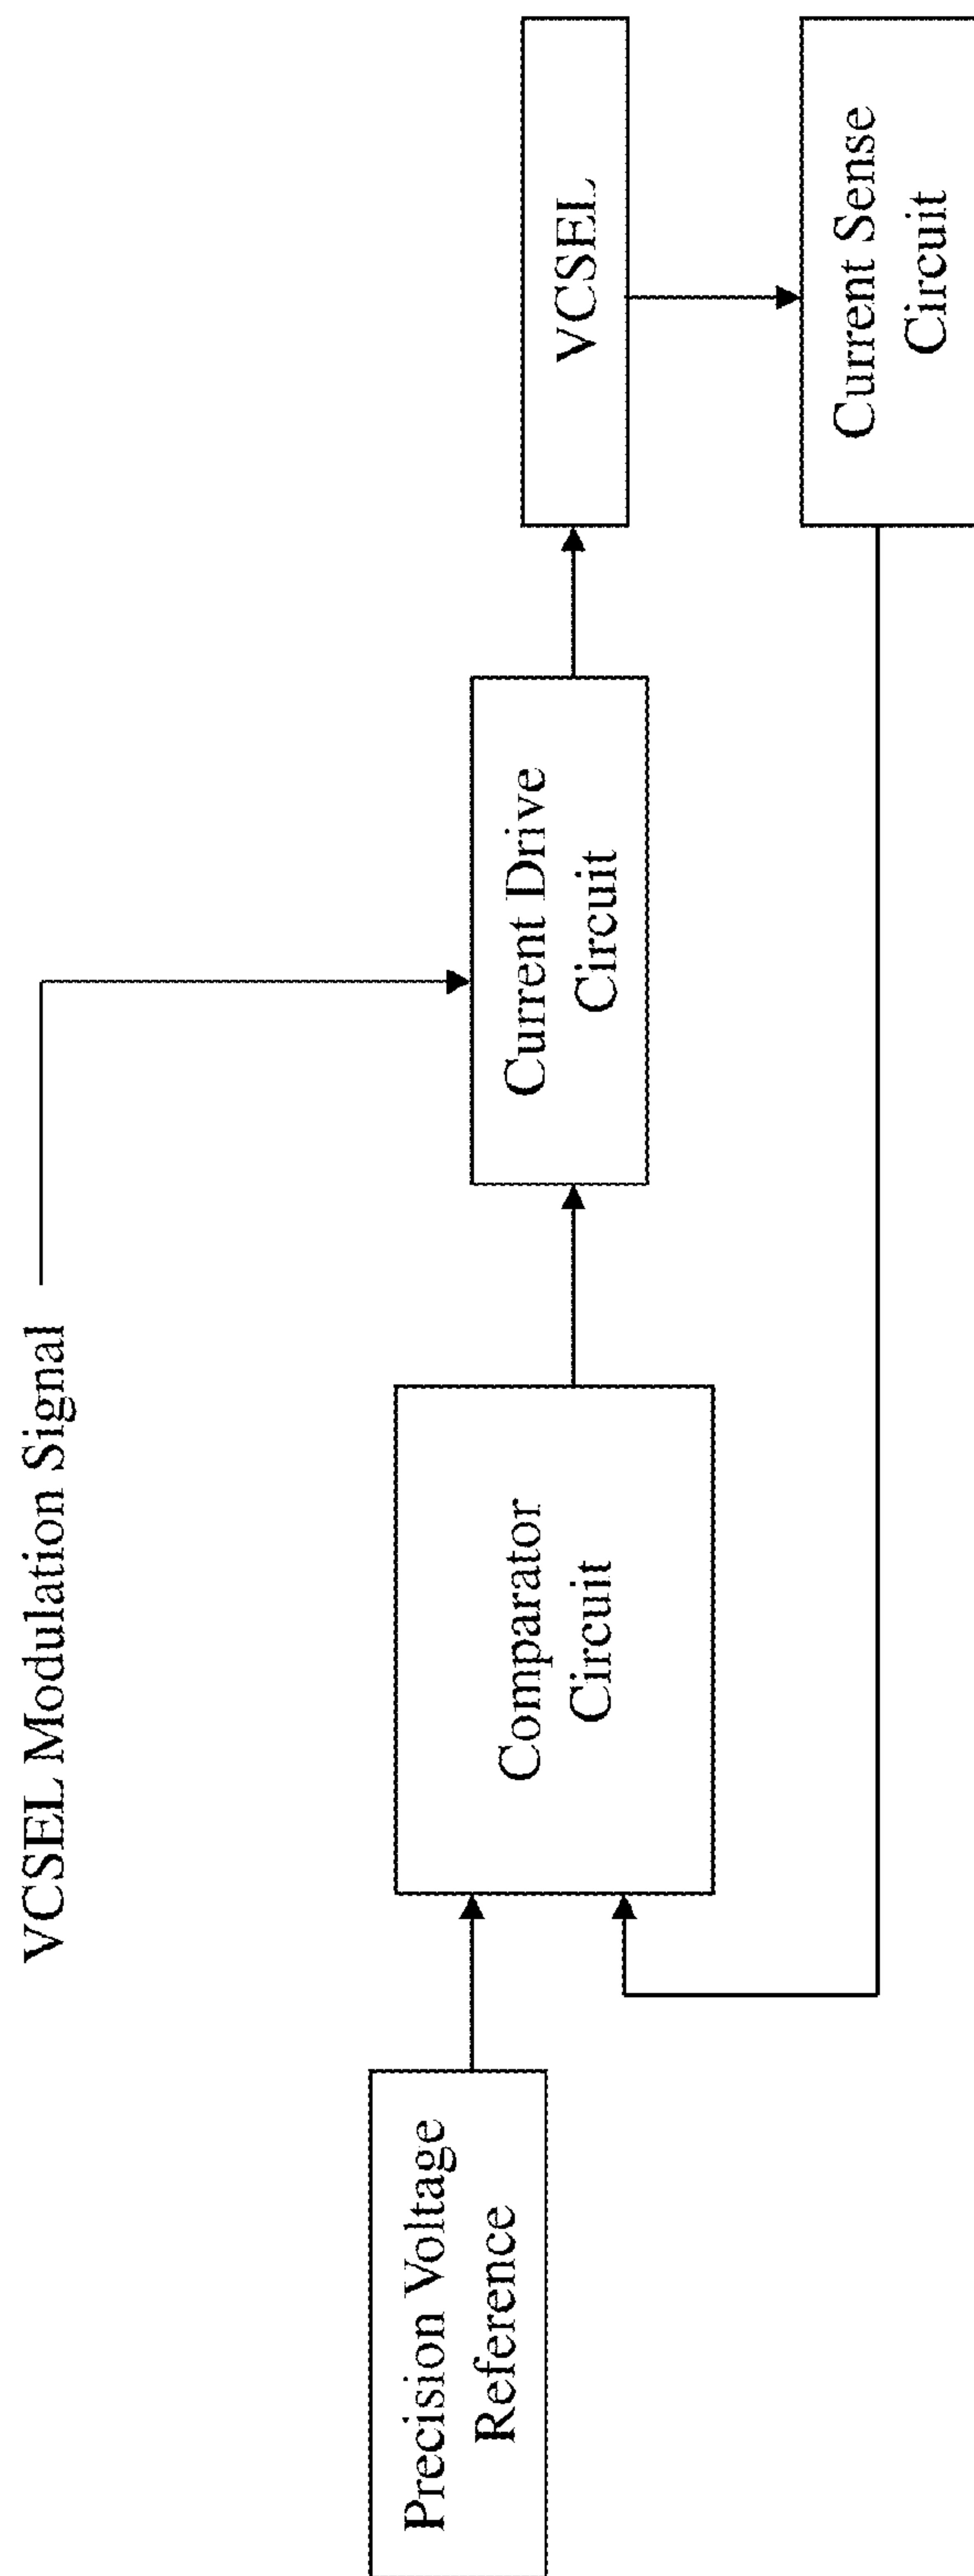 VCSEL Modulation Signal
Precision Voltage
Reference
Comparator
Circuit
Current Drive
Circuit
VCSEL
Current Sense
Circuit